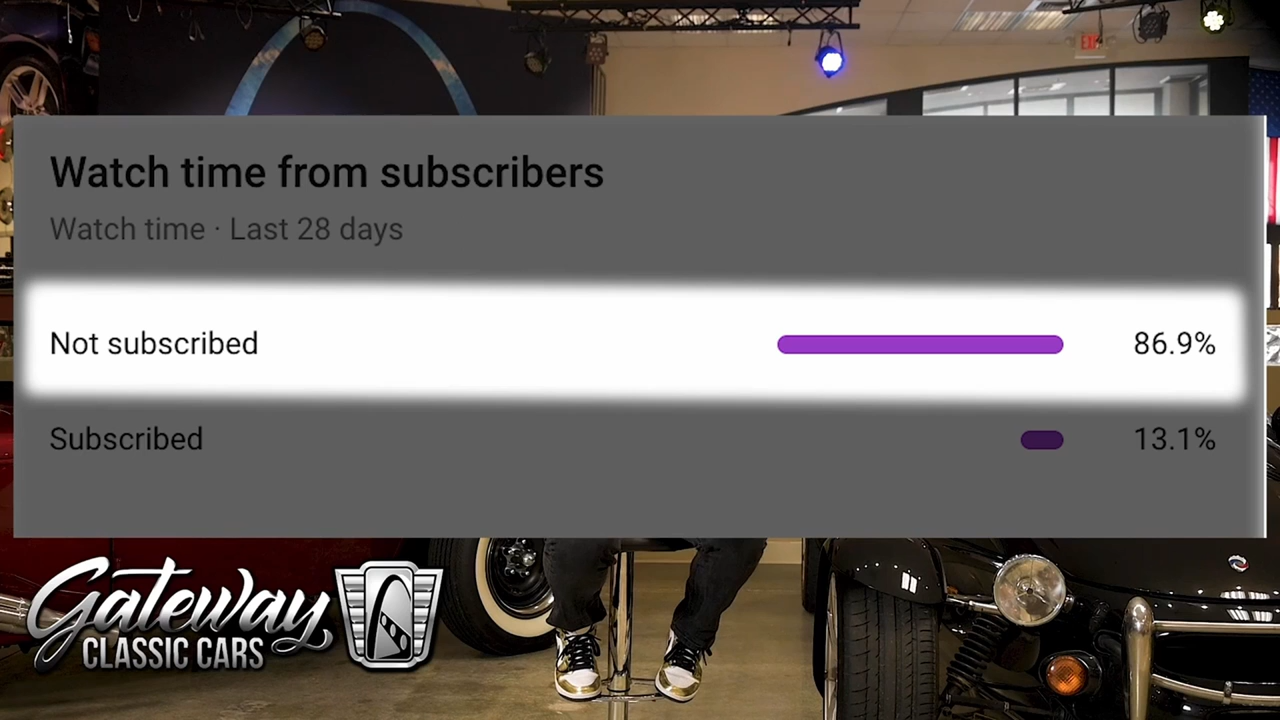 EXIT
Watch time from subscribers
Watch time · Last 28 days
Not subscribed 86.9%
Subscribed 13.1%
Gateway
CLASSIC CARS